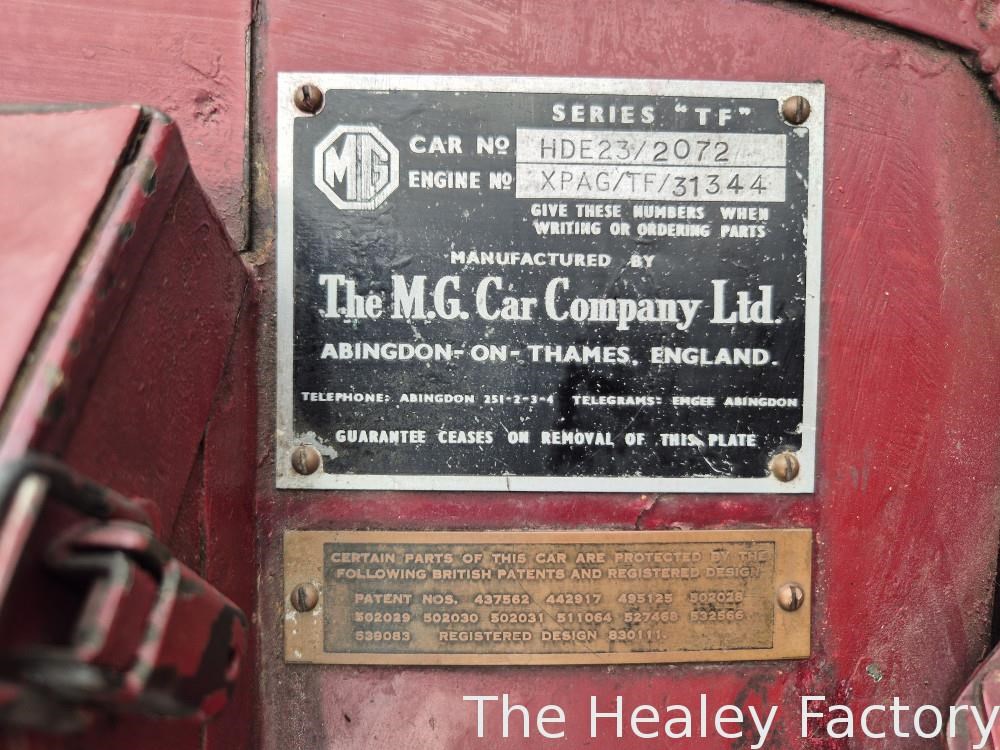 SERIES "TF"
MG
CAR Nº HDE23/2072
ENGINE Nº XPAG/TF/31344
GIVE THESE NUMBERS WHEN
WRITING OR ORDERING PARTS
MANUFACTURED BY
The M.G. Car Company Ltd.
ABINGDON-ON-THAMES. ENGLAND.
TELEPHONE: ABINGDON 251-2-3-4 TELEGRAMS: EMGEE ABINGDON
GUARANTEE CEASES ON REMOVAL OF THIS PLATE
CERTAIN PARTS OF THIS CAR ARE PROTECTED BY THE
FOLLOWING BRITISH PATENTS AND REGISTERED DESIGN
PATENT NOS. 437562 442917 495125 502028
502029 502030 502031 511064 527468 532566
539083 REGISTERED DESIGN 830111.
The Healey Factory